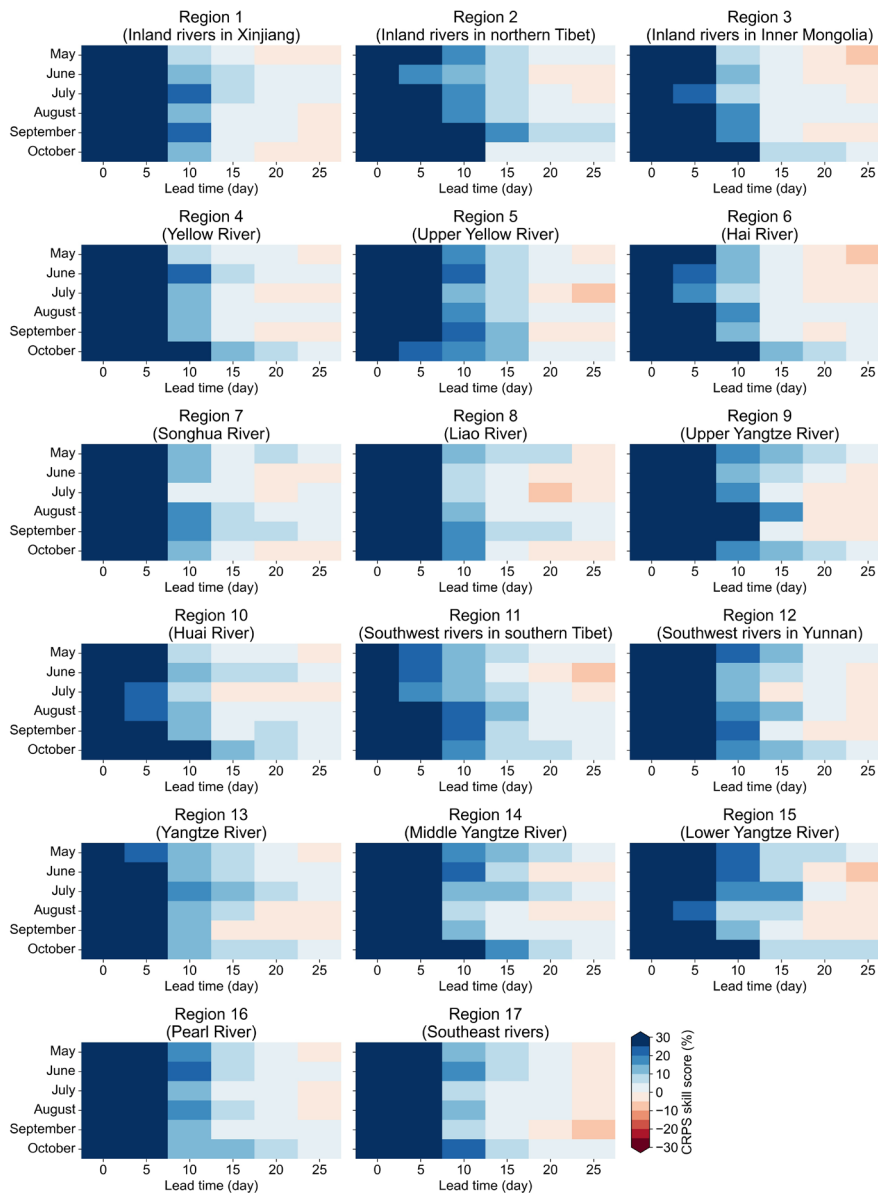 Region 1
(Inland rivers in Xinjiang)
Region 2
(Inland rivers in northern Tibet)
Region 3
(Inland rivers in Inner Mongolia)
May
June
July
August
September
October
0 5 10 15 20 25
0 5 10 15 20 25
0 5 10 15 20 25
Lead time (day)
Lead time (day)
Lead time (day)
Region 4
(Yellow River)
Region 5
(Upper Yellow River)
Region 6
(Hai River)
May
June
July
August
September
October
0 5 10 15 20 25
0 5 10 15 20 25
0 5 10 15 20 25
Lead time (day)
Lead time (day)
Lead time (day)
Region 7
(Songhua River)
Region 8
(Liao River)
Region 9
(Upper Yangtze River)
May
June
July
August
September
October
0 5 10 15 20 25
0 5 10 15 20 25
0 5 10 15 20 25
Lead time (day)
Lead time (day)
Lead time (day)
Region 10
(Huai River)
Region 11
(Southwest rivers in southern Tibet)
Region 12
(Southwest rivers in Yunnan)
May
June
July
August
September
October
0 5 10 15 20 25
0 5 10 15 20 25
0 5 10 15 20 25
Lead time (day)
Lead time (day)
Lead time (day)
Region 13
(Yangtze River)
Region 14
(Middle Yangtze River)
Region 15
(Lower Yangtze River)
May
June
July
August
September
October
0 5 10 15 20 25
0 5 10 15 20 25
0 5 10 15 20 25
Lead time (day)
Lead time (day)
Lead time (day)
Region 16
(Pearl River)
Region 17
(Southeast rivers)
May
June
July
August
September
October
0 5 10 15 20 25
0 5 10 15 20 25
Lead time (day)
Lead time (day)
30
20
10
0
−10
−20
−30
CRPS skill score (%)